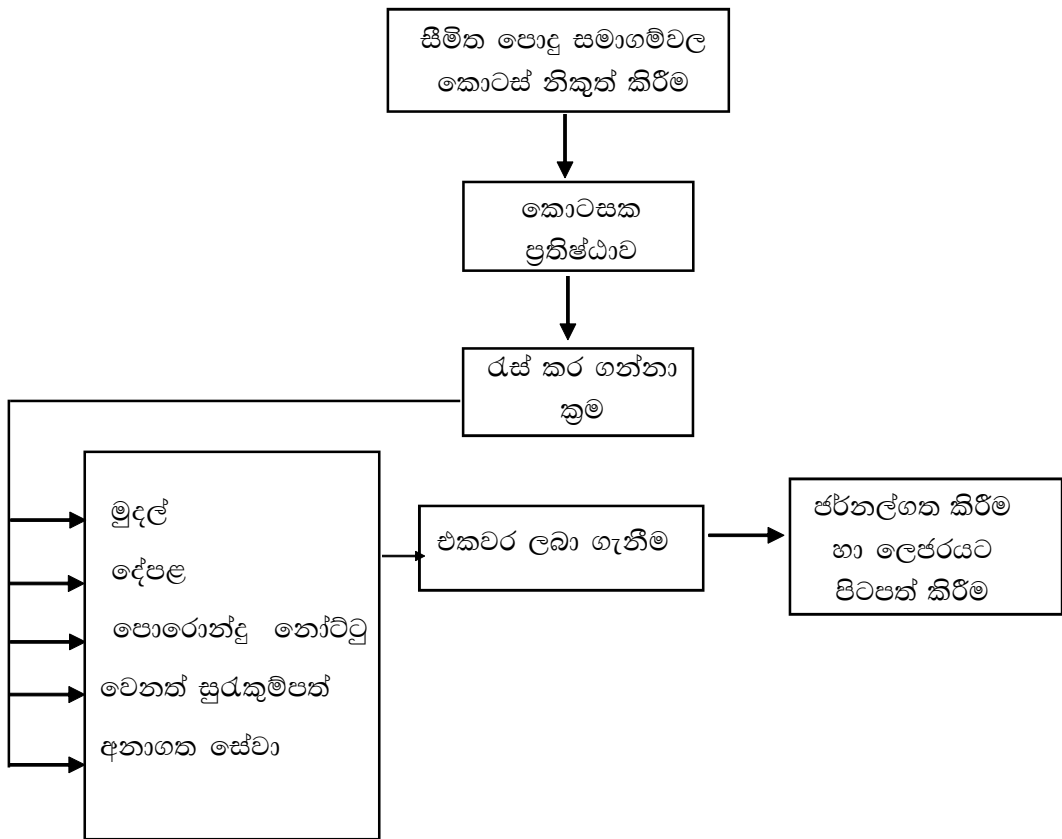 සීමිත පොදු සමාගම්වල
කොටස් නිකුත් කිරීම
කොටසක
ප්‍රතිෂ්ඨාව
රැස් කර ගන්නා
ක්‍රම
මුදල්
දේපළ
පොරොන්දු නෝට්ටු
වෙනත් සුරැකුම්පත්
අනාගත සේවා
එකවර ලබා ගැනීම
ජර්නල්ගත කිරීම
හා ලෙජරයට
පිටපත් කිරීම